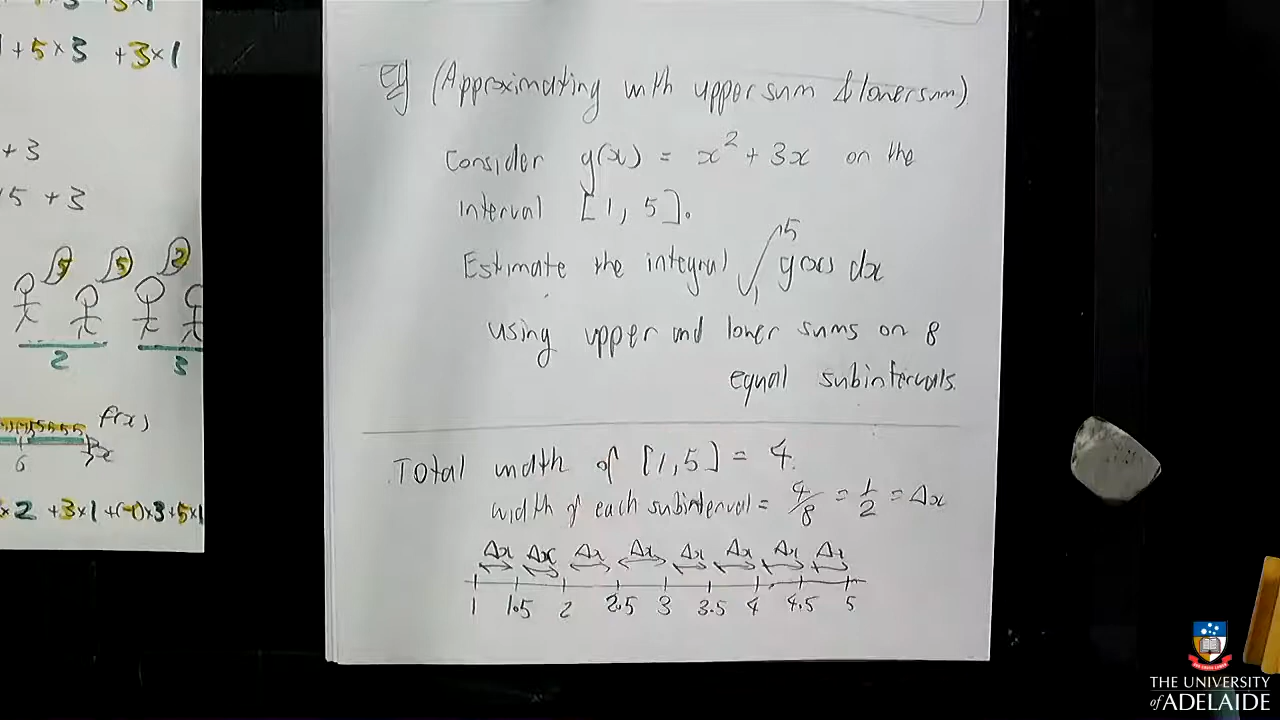 +5×3 +3×1
+3
15 +3
5 5 2
2 3
f(x)
6 x
×2 +3×1 +(-1)×3+5×1
eg (Approximating with upper sum & lower sum)
Consider g(x) = x² + 3x on the
interval [1, 5].
Estimate the integral ∫₁⁵ g(x) dx
using upper and lower sums on 8
equal subintervals.
Total width of [1,5] = 4.
width of each subinterval = 4/8 = 1/2 = Δx
Δx Δx Δx Δx Δx Δx Δx Δx
1 1.5 2 2.5 3 3.5 4 4.5 5
THE UNIVERSITY
of ADELAIDE